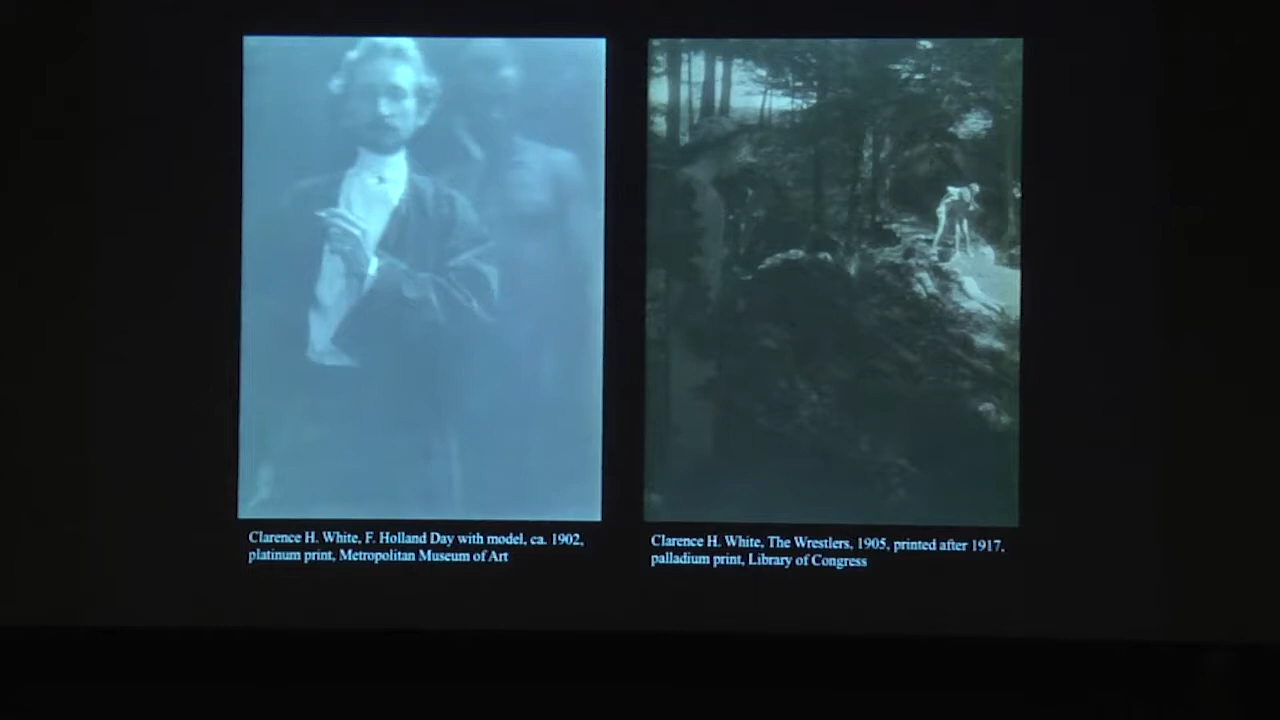 Clarence H. White, F. Holland Day with model, ca. 1902,
platinum print, Metropolitan Museum of Art
Clarence H. White, The Wrestlers, 1905, printed after 1917,
palladium print, Library of Congress